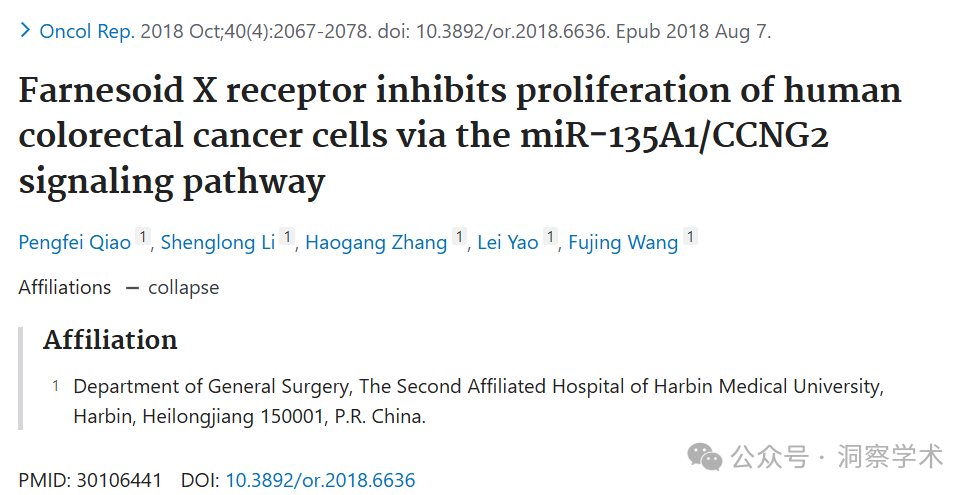 > Oncol Rep. 2018 Oct;40(4):2067-2078. doi: 10.3892/or.2018.6636. Epub 2018 Aug 7.
Farnesoid X receptor inhibits proliferation of human
colorectal cancer cells via the miR-135A1/CCNG2
signaling pathway
Pengfei Qiao 1, Shenglong Li 1, Haogang Zhang 1, Lei Yao 1, Fujing Wang 1
Affiliations — collapse
Affiliation
1 Department of General Surgery, The Second Affiliated Hospital of Harbin Medical University,
Harbin, Heilongjiang 150001, P.R. China.
公众号 · 洞察学术
PMID: 30106441 DOI: 10.3892/or.2018.6636